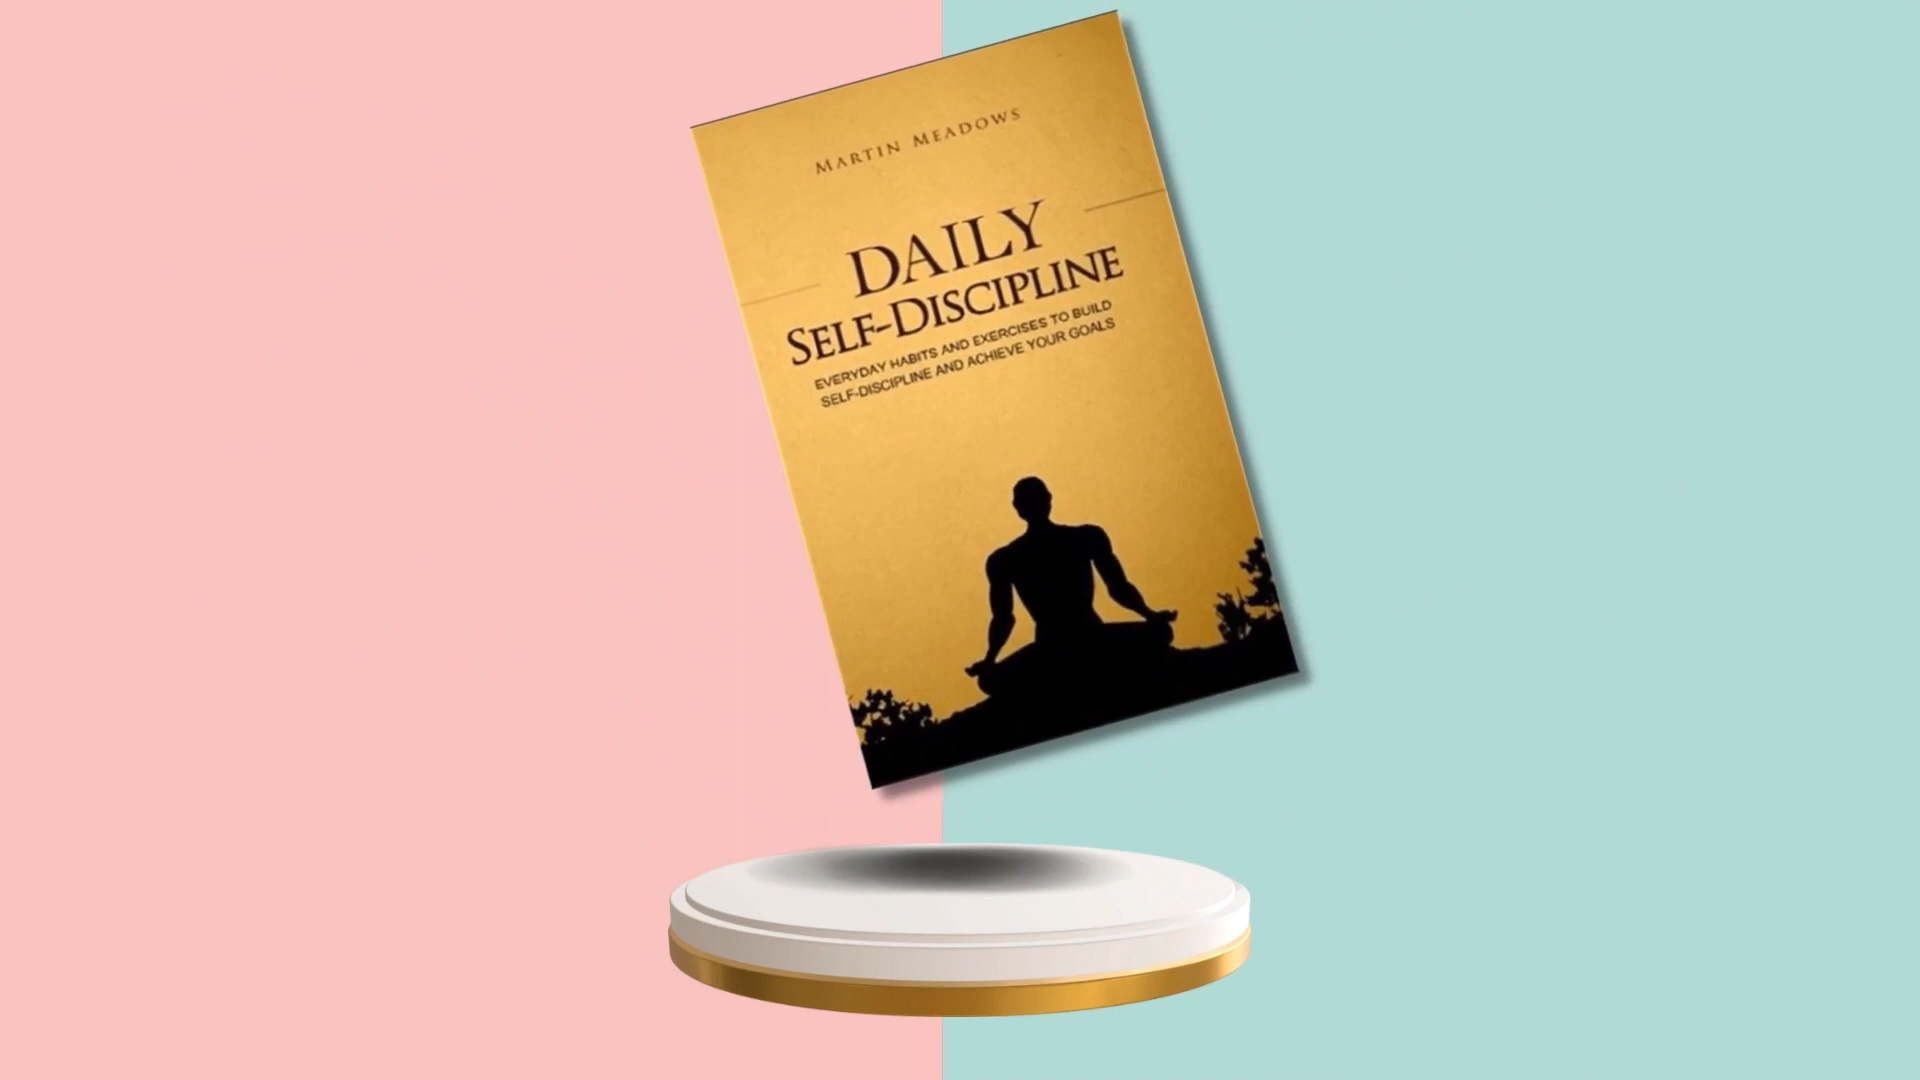 MARTIN MEADOWS
DAILY
SELF-DISCIPLINE
EVERYDAY HABITS AND EXERCISES TO BUILD
SELF-DISCIPLINE AND ACHIEVE YOUR GOALS